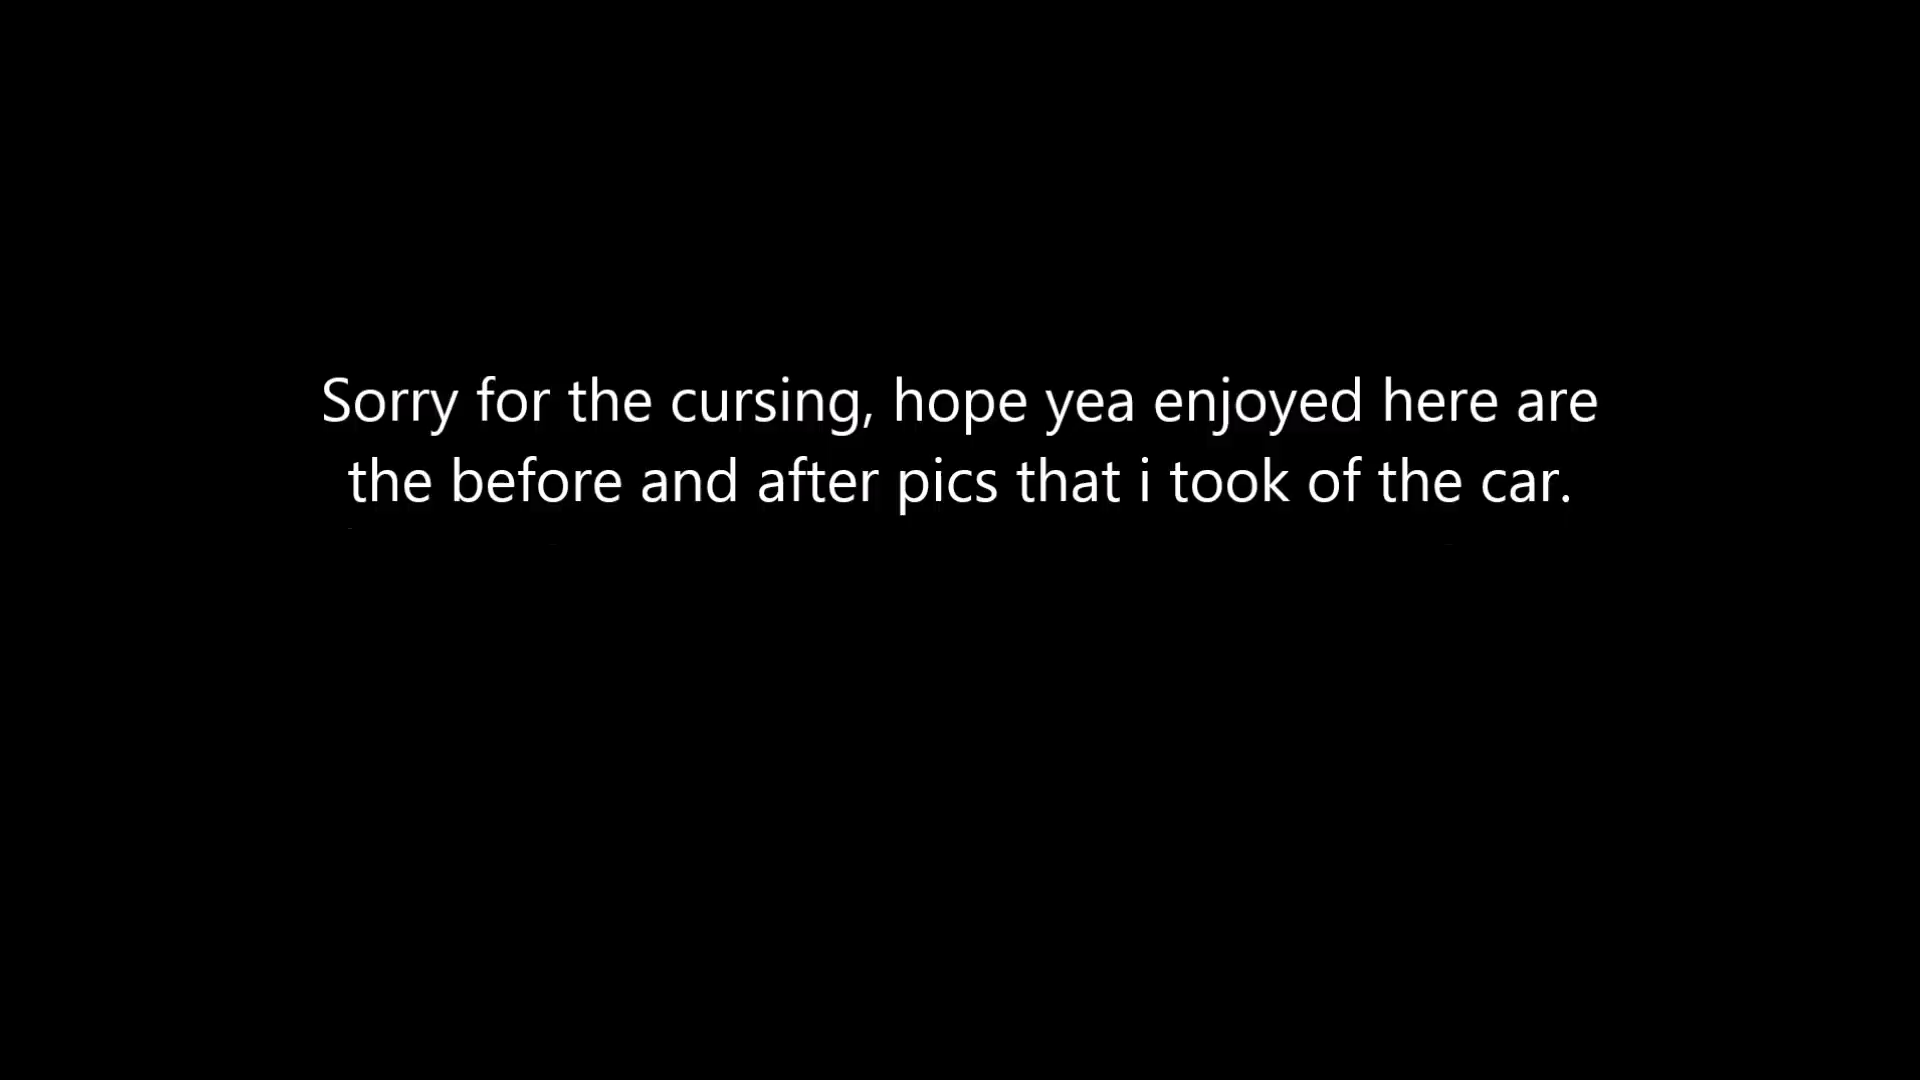 Sorry for the cursing, hope yea enjoyed here are
the before and after pics that i took of the car.